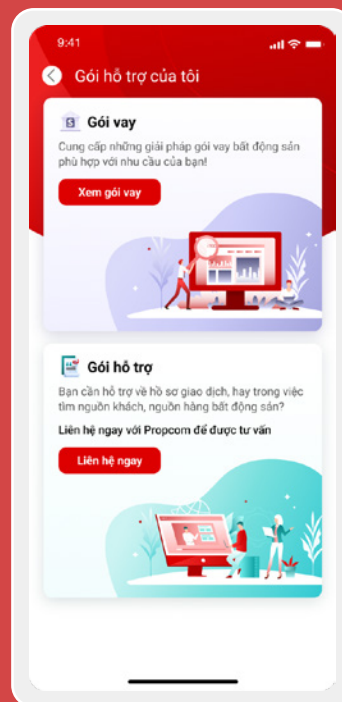 9:41
Gói hỗ trợ của tôi
Gói vay
Cung cấp những giải pháp gói vay bất động sản
phù hợp với nhu cầu của bạn!
Xem gói vay
Gói hỗ trợ
Bạn cần hỗ trợ về hồ sơ giao dịch, hay trong việc
tìm nguồn khách, nguồn hàng bất động sản?
Liên hệ ngay với Propcom để được tư vấn
Liên hệ ngay